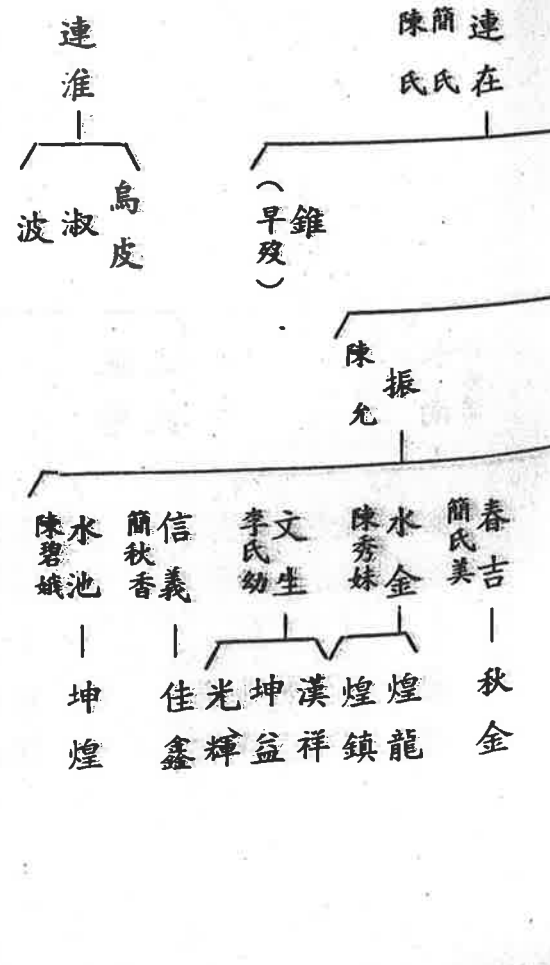 連在
簡氏
陳氏
連淮
錐
（早歿）
烏皮
淑
波
振
陳允
春吉
簡氏美
水金
陳秀妹
文生
李氏幼
信義
簡秋香
水池
陳碧娥
秋金
煌龍
煌鎮
漢祥
坤益
光輝
佳鑫
坤煌